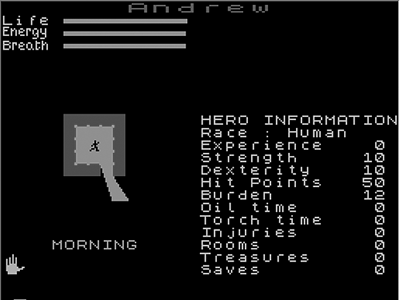 Andrew
Life
Energy
Breath
HERO INFORMATION
Race : Human
Experience 0
Strength 10
Dexterity 10
Hit Points 50
Burden 12
Oil time 0
Torch time 0
Injuries 0
Rooms 0
Treasures 0
Saves 0
MORNING